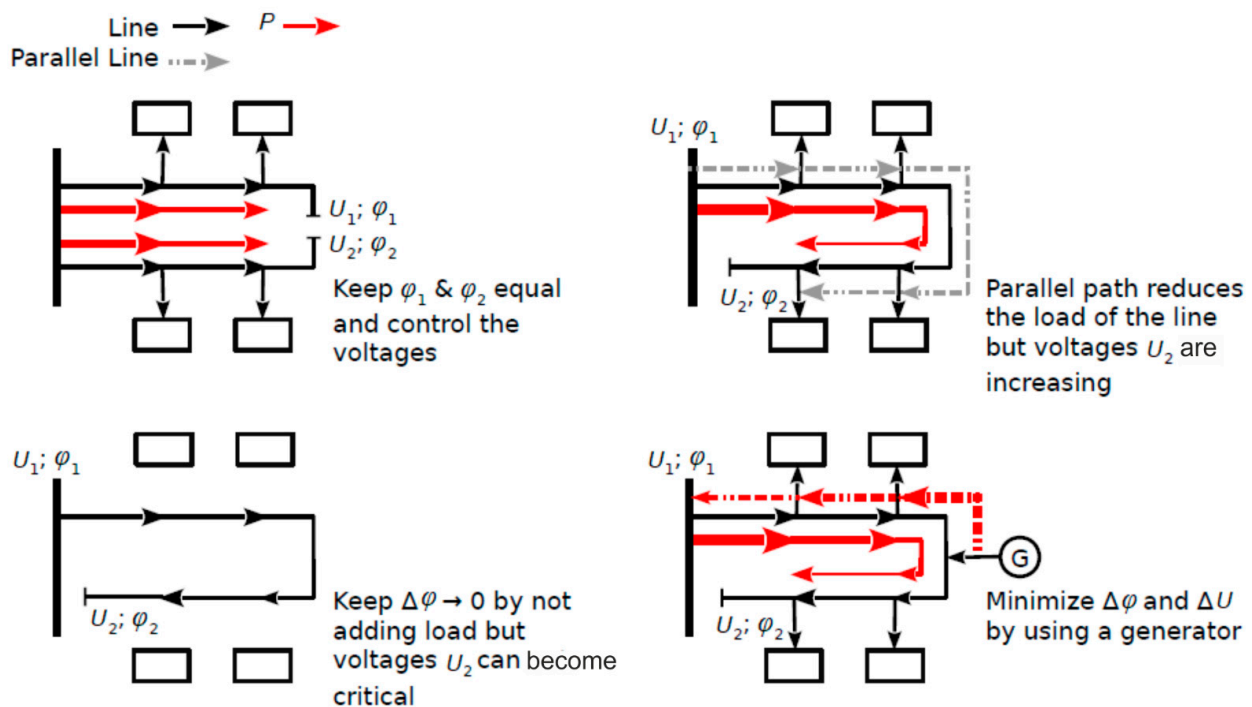 Line
P
Parallel Line
U1; φ1
U2; φ2
Keep φ1 & φ2 equal
and control the
voltages
U1; φ1
U2; φ2
Parallel path reduces
the load of the line
but voltages U2 are
increasing
U1; φ1
U2; φ2
Keep Δφ → 0 by not
adding load but
voltages U2 can become
critical
U1; φ1
G
U2; φ2
Minimize Δφ and ΔU
by using a generator